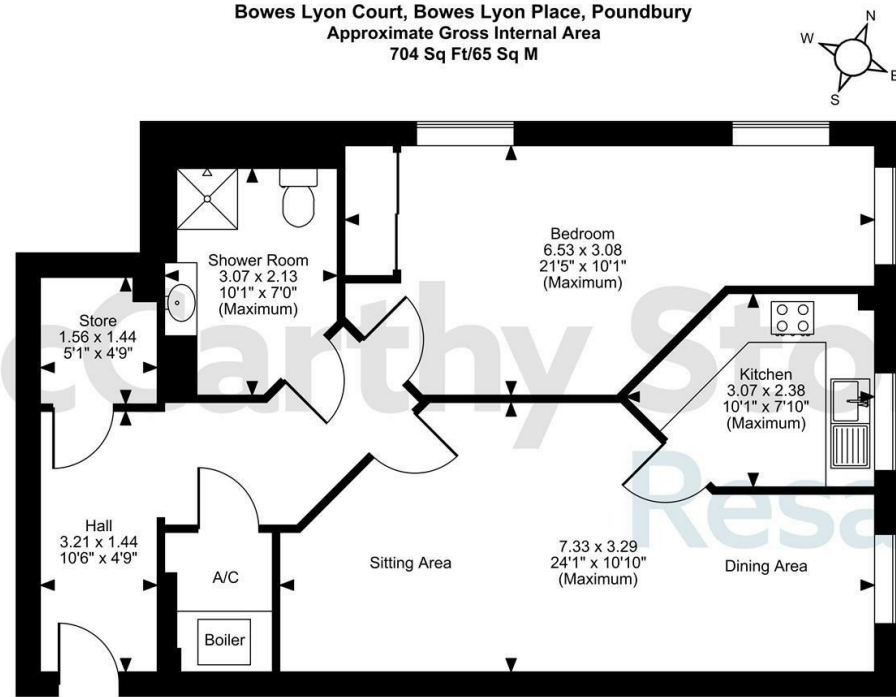 Bowes Lyon Court, Bowes Lyon Place, Poundbury
Approximate Gross Internal Area
704 Sq Ft/65 Sq M
N
W
E
S
Bedroom
6.53 x 3.08
21'5" x 10'1"
(Maximum)
Shower Room
3.07 x 2.13
10'1" x 7'0"
(Maximum)
Store
1.56 x 1.44
5'1" x 4'9"
Kitchen
3.07 x 2.38
10'1" x 7'10"
(Maximum)
cCarthy Sto
Resa
Hall
3.21 x 1.44
10'6" x 4'9"
A/C
Boiler
Sitting Area
7.33 x 3.29
24'1" x 10'10"
(Maximum)
Dining Area